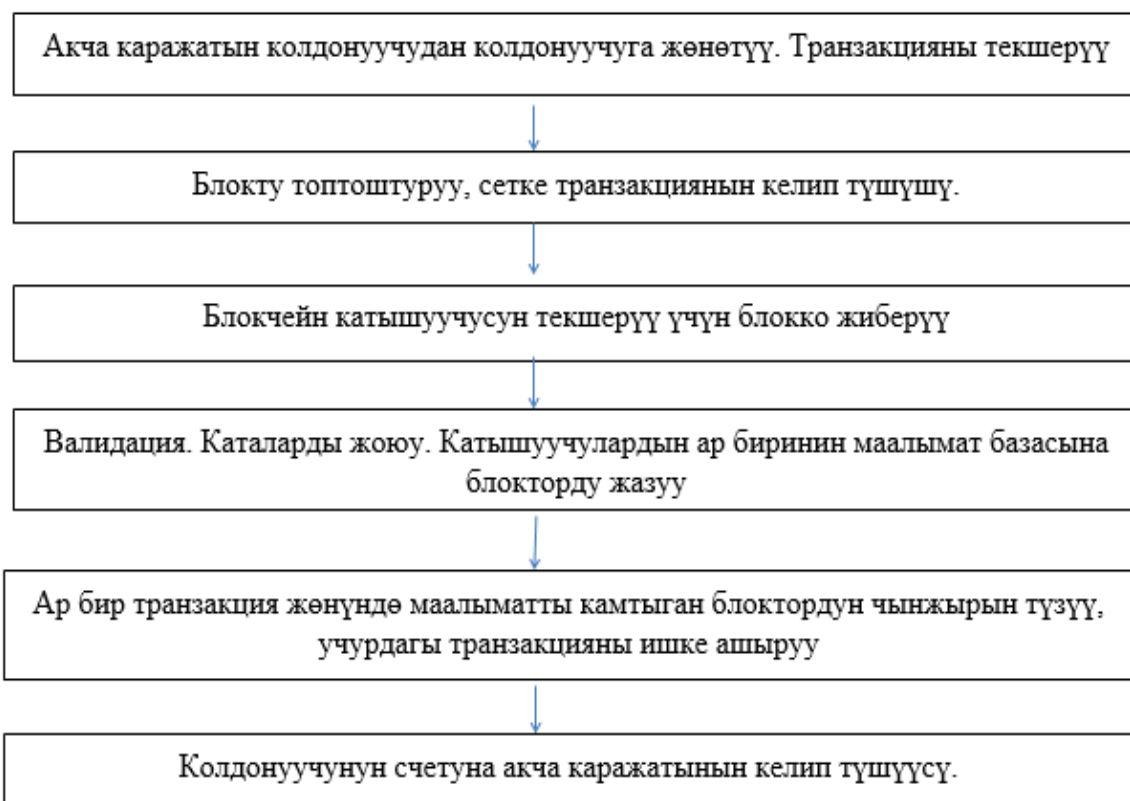 Акча каражатын колдонуучудан колдонуучуга жөнөтүү. Транзакцияны текшерүү
Блокту топтоштуруу, сетке транзакциянын келип түшүшү.
Блокчейн катышуучусун текшерүү үчүн блокко жиберүү
Валидация. Каталарды жоюу. Катышуучулардын ар биринин маалымат базасына
блокторду жазуу
Ар бир транзакция жөнүндө маалыматты камтыган блоктордун чынжырын түзүү,
учурдагы транзакцияны ишке ашыруу
Колдонуучунун счетуна акча каражатынын келип түшүүсү.